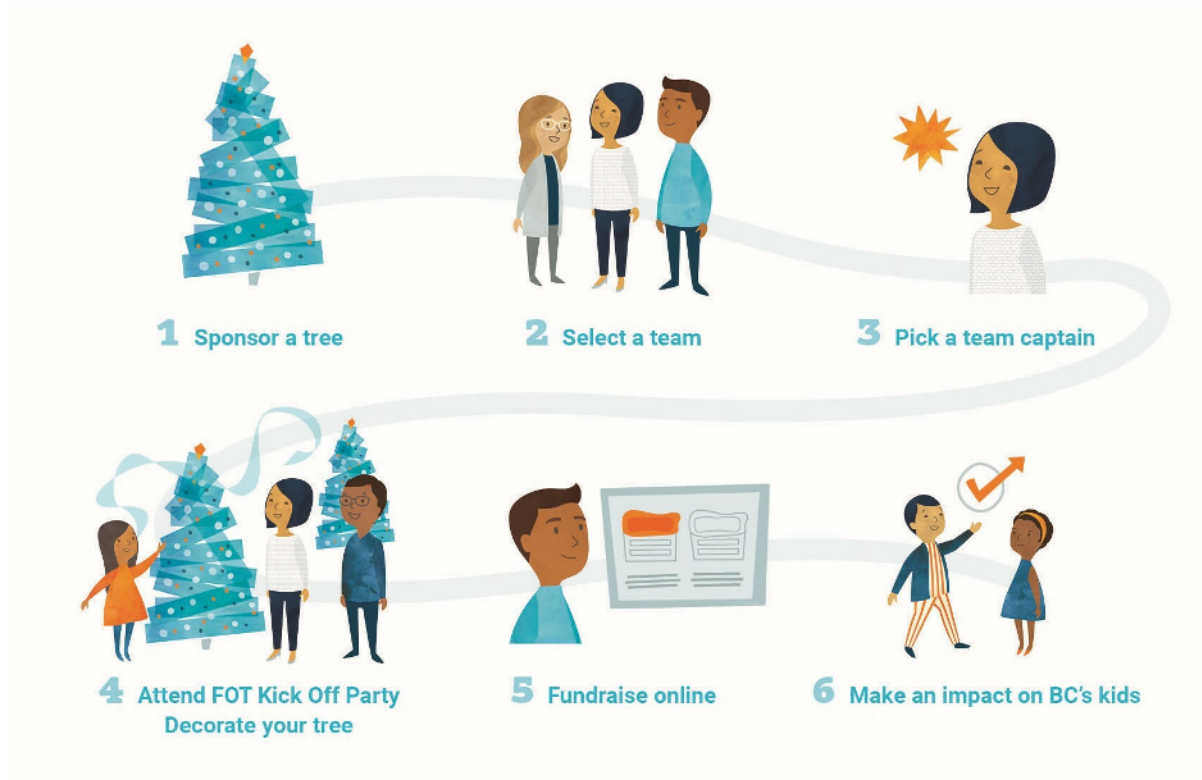 1 Sponsor a tree
2 Select a team
3 Pick a team captain
4 Attend FOT Kick Off Party
Decorate your tree
5 Fundraise online
6 Make an impact on BC's kids